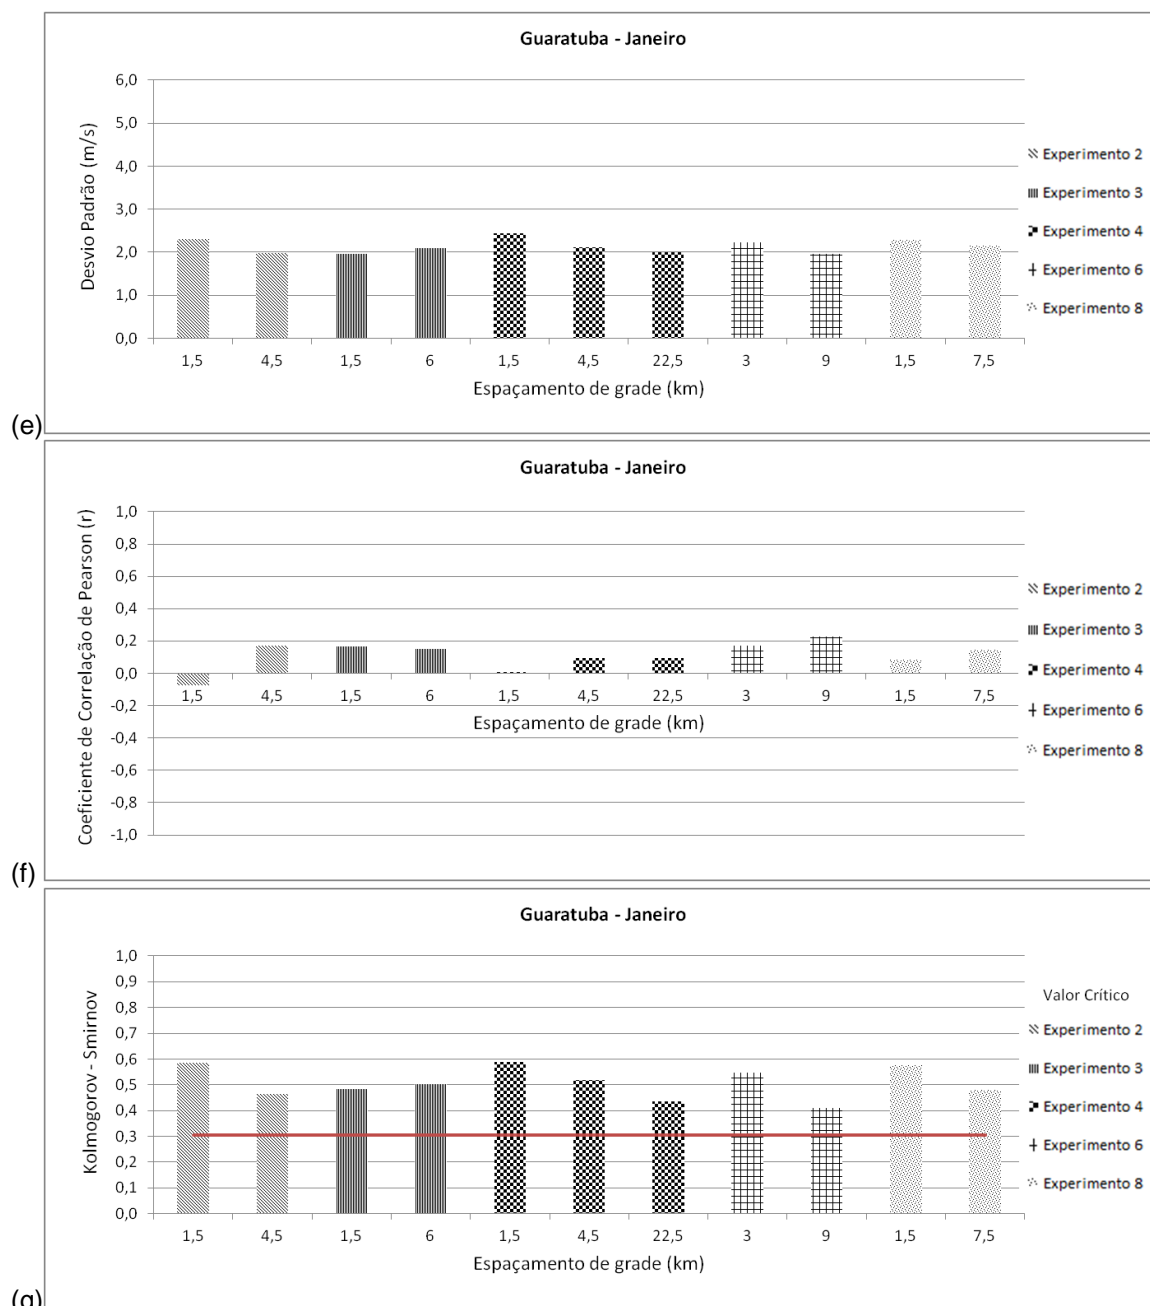 Guaratuba - Janeiro
Desvio Padrão (m/s)
6,0
5,0
4,0
3,0
2,0
1,0
0,0
1,5 4,5 1,5 6 1,5 4,5 22,5 3 9 1,5 7,5
Espaçamento de grade (km)
Experimento 2
Experimento 3
Experimento 4
Experimento 6
Experimento 8
(e)
Guaratuba - Janeiro
Coeficiente de Correlação de Pearson (r)
1,0
0,8
0,6
0,4
0,2
0,0
-0,2
-0,4
-0,6
-0,8
-1,0
1,5 4,5 1,5 6 1,5 4,5 22,5 3 9 1,5 7,5
Espaçamento de grade (km)
Experimento 2
Experimento 3
Experimento 4
Experimento 6
Experimento 8
(f)
Guaratuba - Janeiro
Kolmogorov - Smirnov
1,0
0,9
0,8
0,7
0,6
0,5
0,4
0,3
0,2
0,1
0,0
1,5 4,5 1,5 6 1,5 4,5 22,5 3 9 1,5 7,5
Espaçamento de grade (km)
Valor Crítico
Experimento 2
Experimento 3
Experimento 4
Experimento 6
Experimento 8
(g)